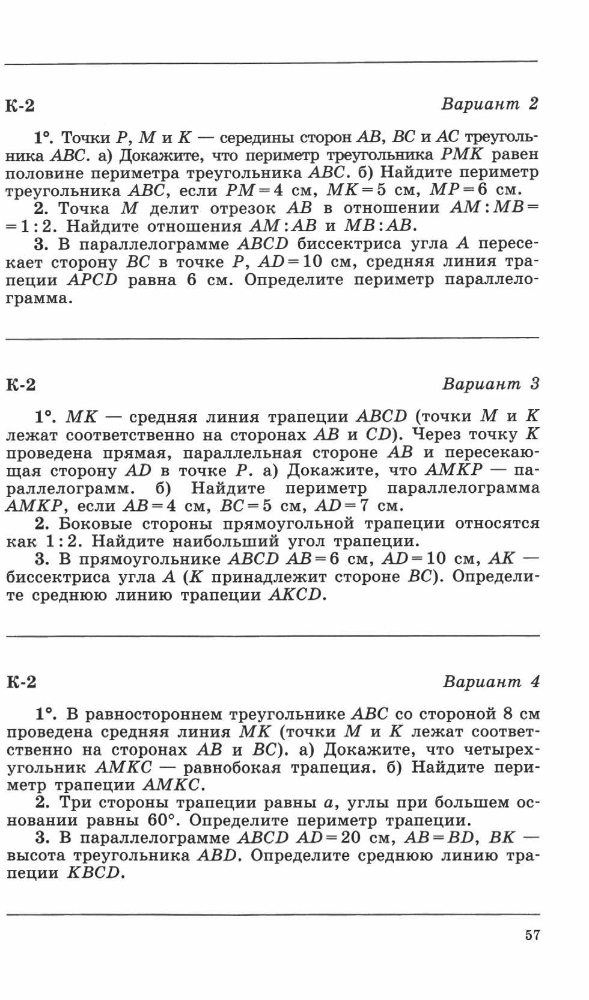 К-2 Вариант 2
1°. Точки P, M и K — середины сторон AB, BC и AC треуголь-
ника ABC. а) Докажите, что периметр треугольника PMK равен
половине периметра треугольника ABC. б) Найдите периметр
треугольника ABC, если PM = 4 см, MK = 5 см, MP = 6 см.
2. Точка M делит отрезок AB в отношении AM : MB =
= 1 : 2. Найдите отношения AM : AB и MB : AB.
3. В параллелограмме ABCD биссектриса угла A пересе-
кает сторону BC в точке P, AD = 10 см, средняя линия тра-
пеции APCD равна 6 см. Определите периметр параллело-
грамма.
К-2 Вариант 3
1°. MK — средняя линия трапеции ABCD (точки M и K
лежат соответственно на сторонах AB и CD). Через точку K
проведена прямая, параллельная стороне AB и пересекаю-
щая сторону AD в точке P. а) Докажите, что AMKP — па-
раллелограмм. б) Найдите периметр параллелограмма
AMKP, если AB = 4 см, BC = 5 см, AD = 7 см.
2. Боковые стороны прямоугольной трапеции относятся
как 1 : 2. Найдите наибольший угол трапеции.
3. В прямоугольнике ABCD AB = 6 см, AD = 10 см, AK —
биссектриса угла A (K принадлежит стороне BC). Определи-
те среднюю линию трапеции AKCD.
К-2 Вариант 4
1°. В равностороннем треугольнике ABC со стороной 8 см
проведена средняя линия MK (точки M и K лежат соответ-
ственно на сторонах AB и BC). а) Докажите, что четырех-
угольник AMKC — равнобокая трапеция. б) Найдите пери-
метр трапеции AMKC.
2. Три стороны трапеции равны a, углы при большем ос-
новании равны 60°. Определите периметр трапеции.
3. В параллелограмме ABCD AD = 20 см, AB = BD, BK —
высота треугольника ABD. Определите среднюю линию тра-
пеции KBCD.
57